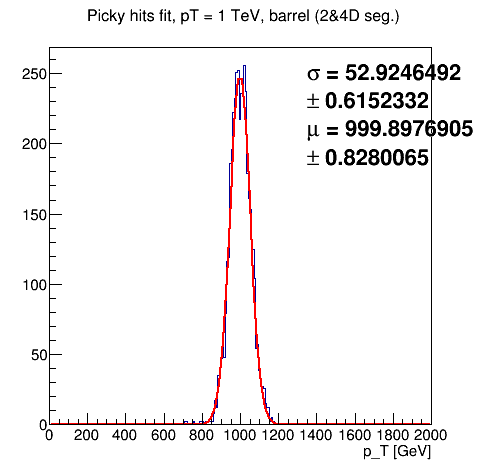 Picky hits fit, pT = 1 TeV, barrel (2&4D seg.)
σ = 52.9246492
± 0.6152332
μ = 999.8976905
± 0.8280065
250
200
150
100
50
0
0 200 400 600 800 1000 1200 1400 1600 1800 2000
p_T [GeV]